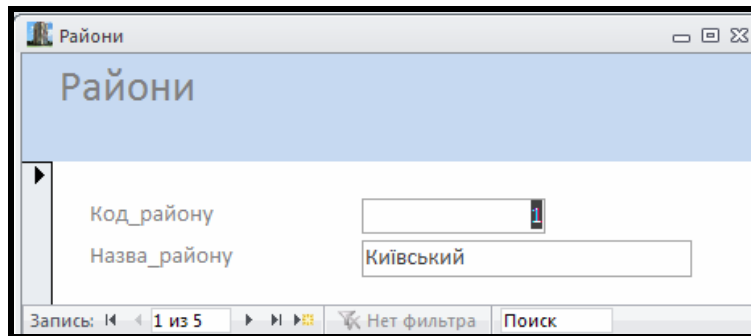 Райони
Райони
Код_району 1
Назва_району Київський
Запись: 1 из 5 Нет фильтра Поиск